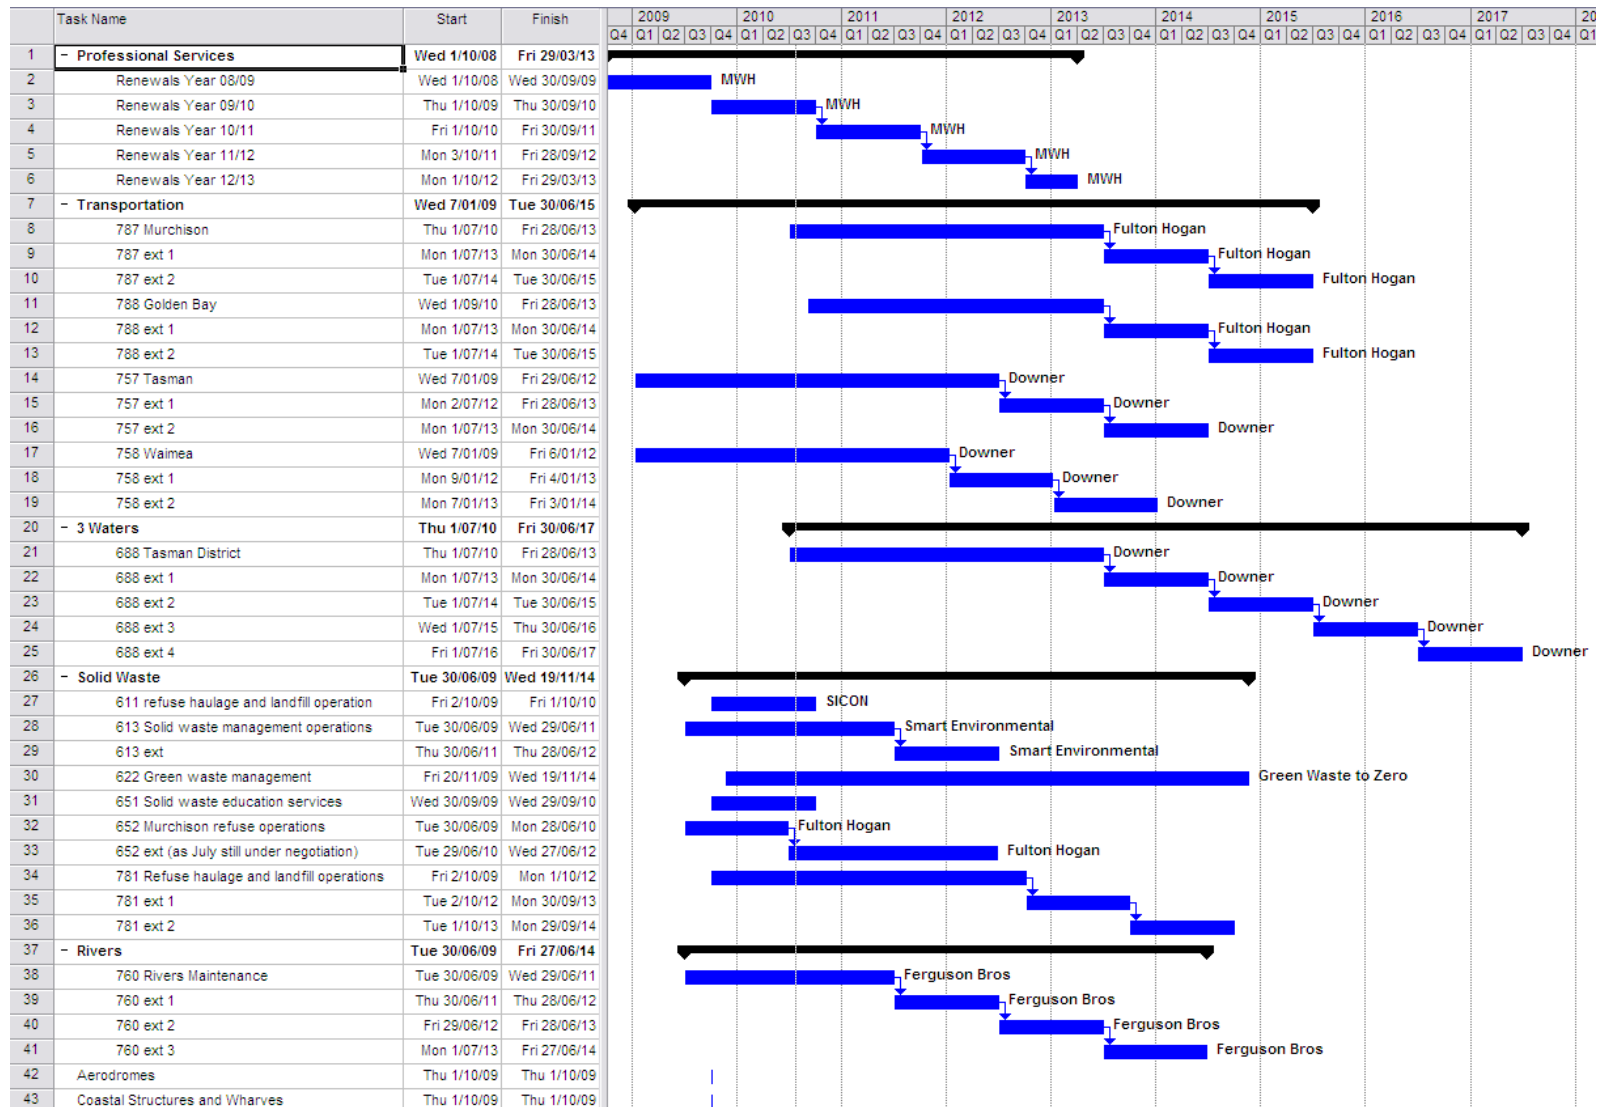 Task Name Start Finish 2009 2010 2011 2012 2013 2014 2015 2016 2017 20
Q4 Q1 Q2 Q3 Q4 Q1 Q2 Q3 Q4 Q1 Q2 Q3 Q4 Q1 Q2 Q3 Q4 Q1 Q2 Q3 Q4 Q1 Q2 Q3 Q4 Q1 Q2 Q3 Q4 Q1 Q2 Q3 Q4 Q1 Q2 Q3 Q4 Q1
1 − Professional Services Wed 1/10/08 Fri 29/03/13
2 Renewals Year 08/09 Wed 1/10/08 Wed 30/09/09 MWH
3 Renewals Year 09/10 Thu 1/10/09 Thu 30/09/10 MWH
4 Renewals Year 10/11 Fri 1/10/10 Fri 30/09/11 MWH
5 Renewals Year 11/12 Mon 3/10/11 Fri 28/09/12 MWH
6 Renewals Year 12/13 Mon 1/10/12 Fri 29/03/13 MWH
7 − Transportation Wed 7/01/09 Tue 30/06/15
8 787 Murchison Thu 1/07/10 Fri 28/06/13 Fulton Hogan
9 787 ext 1 Mon 1/07/13 Mon 30/06/14 Fulton Hogan
10 787 ext 2 Tue 1/07/14 Tue 30/06/15 Fulton Hogan
11 788 Golden Bay Wed 1/09/10 Fri 28/06/13
12 788 ext 1 Mon 1/07/13 Mon 30/06/14 Fulton Hogan
13 788 ext 2 Tue 1/07/14 Tue 30/06/15 Fulton Hogan
14 757 Tasman Wed 7/01/09 Fri 29/06/12 Downer
15 757 ext 1 Mon 2/07/12 Fri 28/06/13 Downer
16 757 ext 2 Mon 1/07/13 Mon 30/06/14 Downer
17 758 Waimea Wed 7/01/09 Fri 6/01/12 Downer
18 758 ext 1 Mon 9/01/12 Fri 4/01/13 Downer
19 758 ext 2 Mon 7/01/13 Fri 3/01/14 Downer
20 − 3 Waters Thu 1/07/10 Fri 30/06/17
21 688 Tasman District Thu 1/07/10 Fri 28/06/13 Downer
22 688 ext 1 Mon 1/07/13 Mon 30/06/14 Downer
23 688 ext 2 Tue 1/07/14 Tue 30/06/15 Downer
24 688 ext 3 Wed 1/07/15 Thu 30/06/16 Downer
25 688 ext 4 Fri 1/07/16 Fri 30/06/17 Downer
26 − Solid Waste Tue 30/06/09 Wed 19/11/14
27 611 refuse haulage and landfill operation Fri 2/10/09 Fri 1/10/10 SICON
28 613 Solid waste management operations Tue 30/06/09 Wed 29/06/11 Smart Environmental
29 613 ext Thu 30/06/11 Thu 28/06/12 Smart Environmental
30 622 Green waste management Fri 20/11/09 Wed 19/11/14 Green Waste to Zero
31 651 Solid waste education services Wed 30/09/09 Wed 29/09/10
32 652 Murchison refuse operations Tue 30/06/09 Mon 28/06/10 Fulton Hogan
33 652 ext (as July still under negotiation) Tue 29/06/10 Wed 27/06/12 Fulton Hogan
34 781 Refuse haulage and landfill operations Fri 2/10/09 Mon 1/10/12
35 781 ext 1 Tue 2/10/12 Mon 30/09/13
36 781 ext 2 Tue 1/10/13 Mon 29/09/14
37 − Rivers Tue 30/06/09 Fri 27/06/14
38 760 Rivers Maintenance Tue 30/06/09 Wed 29/06/11 Ferguson Bros
39 760 ext 1 Thu 30/06/11 Thu 28/06/12 Ferguson Bros
40 760 ext 2 Fri 29/06/12 Fri 28/06/13 Ferguson Bros
41 760 ext 3 Mon 1/07/13 Fri 27/06/14 Ferguson Bros
42 Aerodromes Thu 1/10/09 Thu 1/10/09
43 Coastal Structures and Wharves Thu 1/10/09 Thu 1/10/09